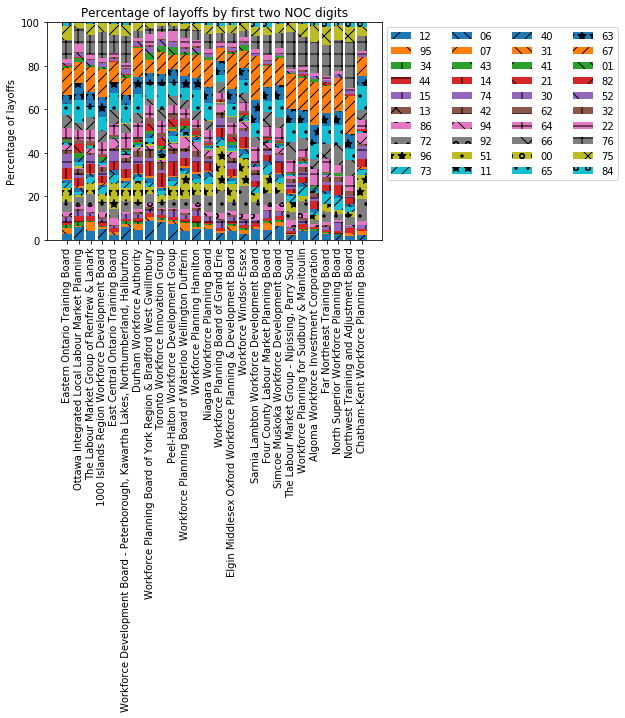 Percentage of layoffs by first two NOC digits
Percentage of layoffs
100
80
60
40
20
0
12 06 40 63
95 07 31 67
34 43 41 01
44 14 21 82
15 74 30 52
13 42 62 32
86 94 64 22
72 92 66 76
96 51 00 75
73 11 65 84
Eastern Ontario Training Board
Ottawa Integrated Local Labour Market Planning
The Labour Market Group of Renfrew & Lanark
1000 Islands Region Workforce Development Board
East Central Ontario Training Board
Workforce Development Board - Peterborough, Kawartha Lakes, Northumberland, Haliburton
Durham Workforce Authority
Workforce Planning Board of York Region & Bradford West Gwillmbury
Toronto Workforce Innovation Group
Peel-Halton Workforce Development Group
Workforce Planning Board of Waterloo Wellington Dufferin
Workforce Planning Hamilton
Niagara Workforce Planning Board
Workforce Planning Board of Grand Erie
Elgin Middlesex Oxford Workforce Planning & Development Board
Workforce Windsor-Essex
Sarnia Lambton Workforce Development Board
Four County Labour Market Planning Board
Simcoe Muskoka Workforce Development Board
The Labour Market Group - Nipissing, Parry Sound
Workforce Planning for Sudbury & Manitoulin
Algoma Workforce Investment Corporation
Far Northeast Training Board
North Superior Workforce Planning Board
Northwest Training and Adjustment Board
Chatham-Kent Workforce Planning Board